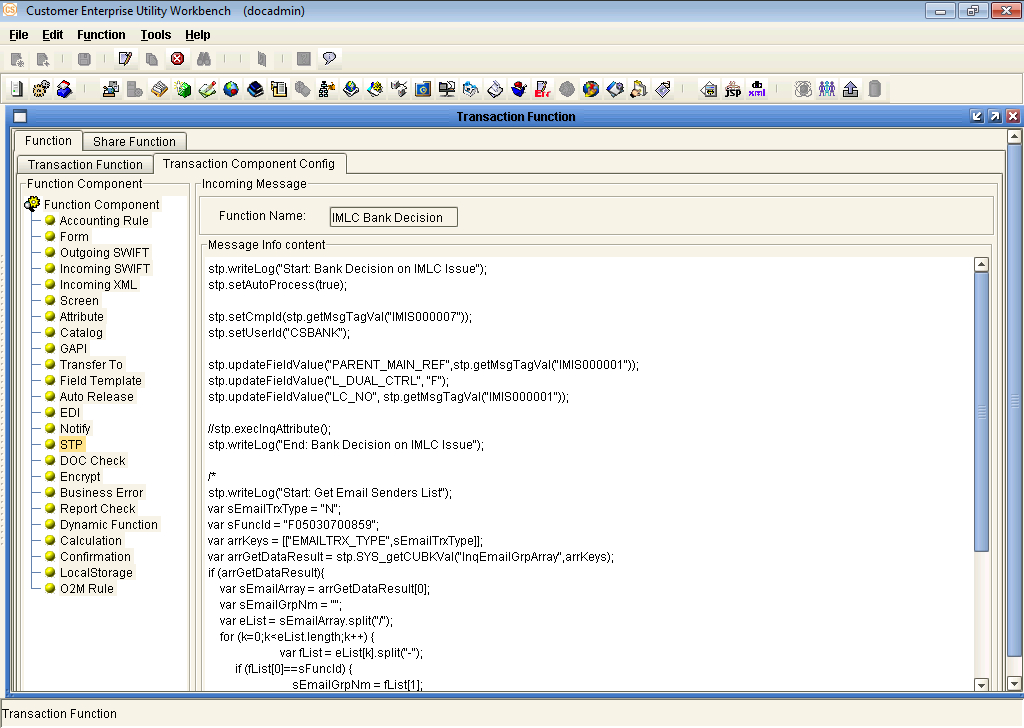 Customer Enterprise Utility Workbench (docadmin)
File Edit Function Tools Help
jsp xml
Transaction Function
Function Share Function
Transaction Function Transaction Component Config
Function Component
Function Component
Accounting Rule
Form
Outgoing SWIFT
Incoming SWIFT
Incoming XML
Screen
Attribute
Catalog
GAPI
Transfer To
Field Template
Auto Release
EDI
Notify
STP
DOC Check
Encrypt
Business Error
Report Check
Dynamic Function
Calculation
Confirmation
LocalStorage
O2M Rule
Incoming Message
Function Name: IMLC Bank Decision
Message Info content
stp.writeLog("Start: Bank Decision on IMLC Issue");
stp.setAutoProcess(true);
stp.setCmpId(stp.getMsgTagVal("IMIS000007"));
stp.setUserId("CSBANK");
stp.updateFieldValue("PARENT_MAIN_REF",stp.getMsgTagVal("IMIS000001"));
stp.updateFieldValue("L_DUAL_CTRL", "F");
stp.updateFieldValue("LC_NO", stp.getMsgTagVal("IMIS000001"));
//stp.execInqAttribute();
stp.writeLog("End: Bank Decision on IMLC Issue");
/*
stp.writeLog("Start: Get Email Senders List");
var sEmailTrxType = "N";
var sFuncId = "F05030700859";
var arrKeys = [["EMAILTRX_TYPE",sEmailTrxType]];
var arrGetDataResult = stp.SYS_getCUBKVal("InqEmailGrpArray",arrKeys);
if (arrGetDataResult){
var sEmailArray = arrGetDataResult[0];
var sEmailGrpNm = "";
var eList = sEmailArray.split("/");
for (k=0;k<eList.length;k++) {
var fList = eList[k].split("-");
if (fList[0]==sFuncId) {
sEmailGrpNm = fList[1];
Transaction Function